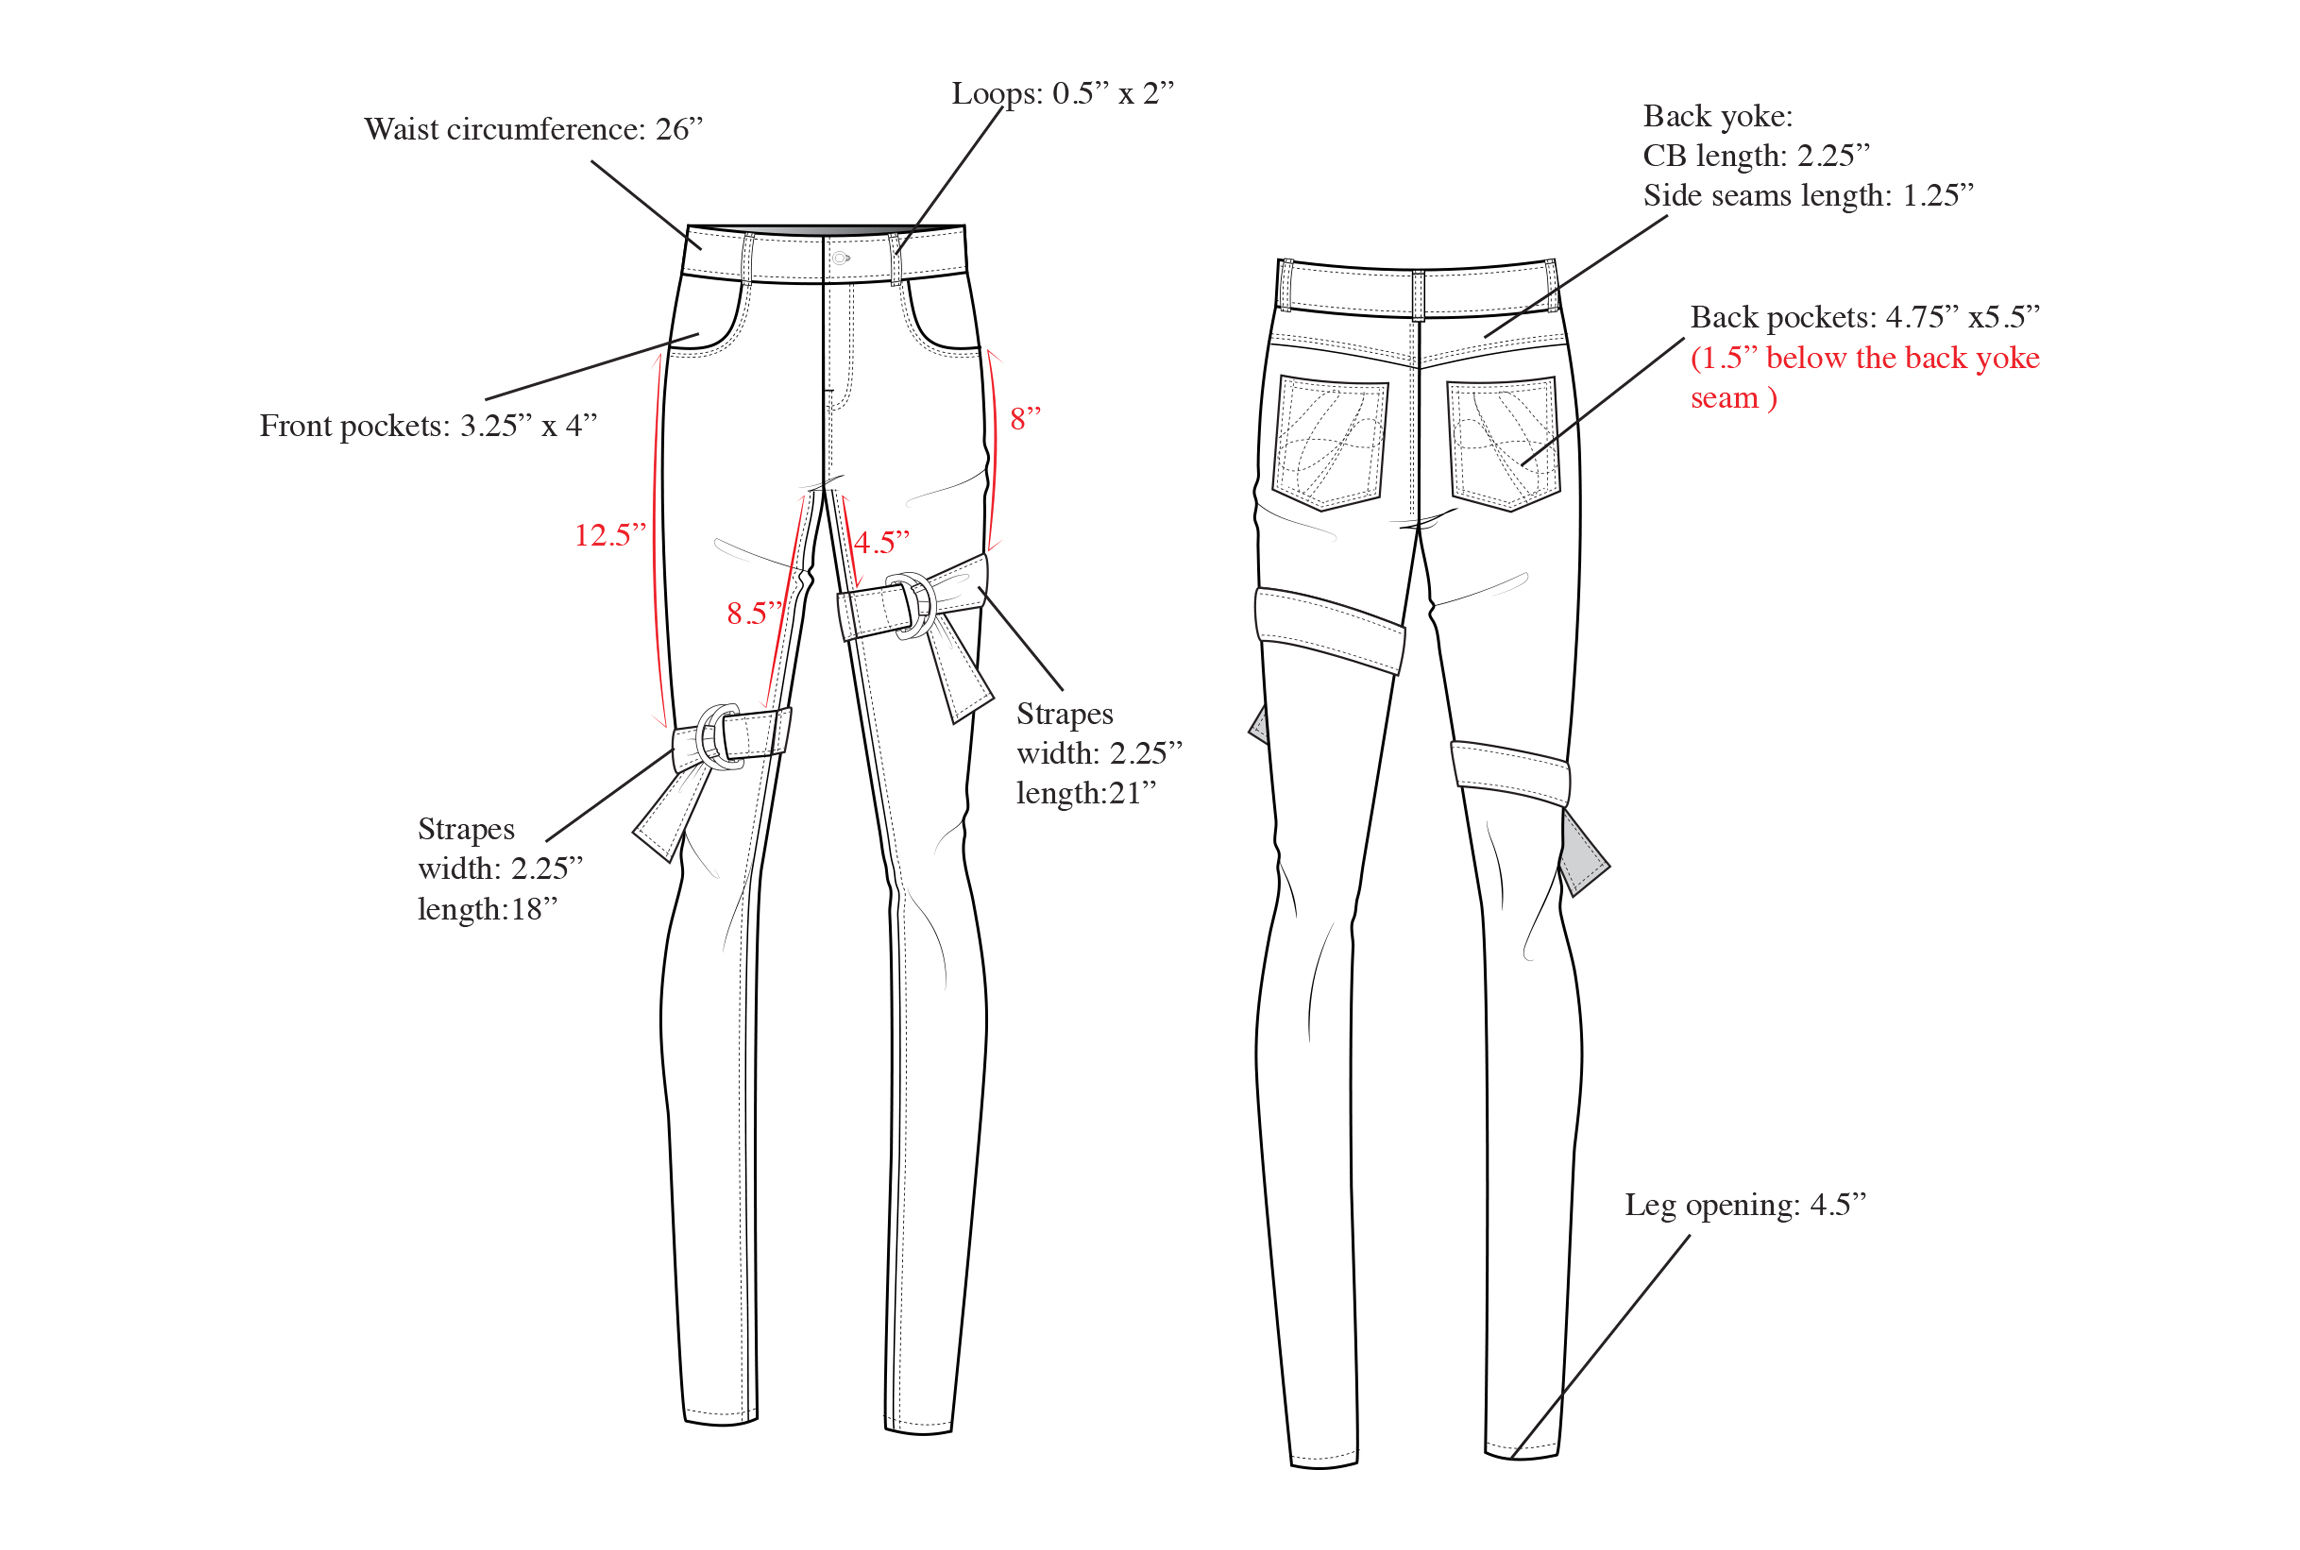 Loops: 0.5” x 2”
Waist circumference: 26”
Back yoke:
CB length: 2.25”
Side seams length: 1.25”
Back pockets: 4.75” x5.5”
(1.5” below the back yoke
seam )
Front pockets: 3.25” x 4”
8”
12.5”
4.5”
8.5”
Strapes
width: 2.25”
length:21”
Strapes
width: 2.25”
length:18”
Leg opening: 4.5”